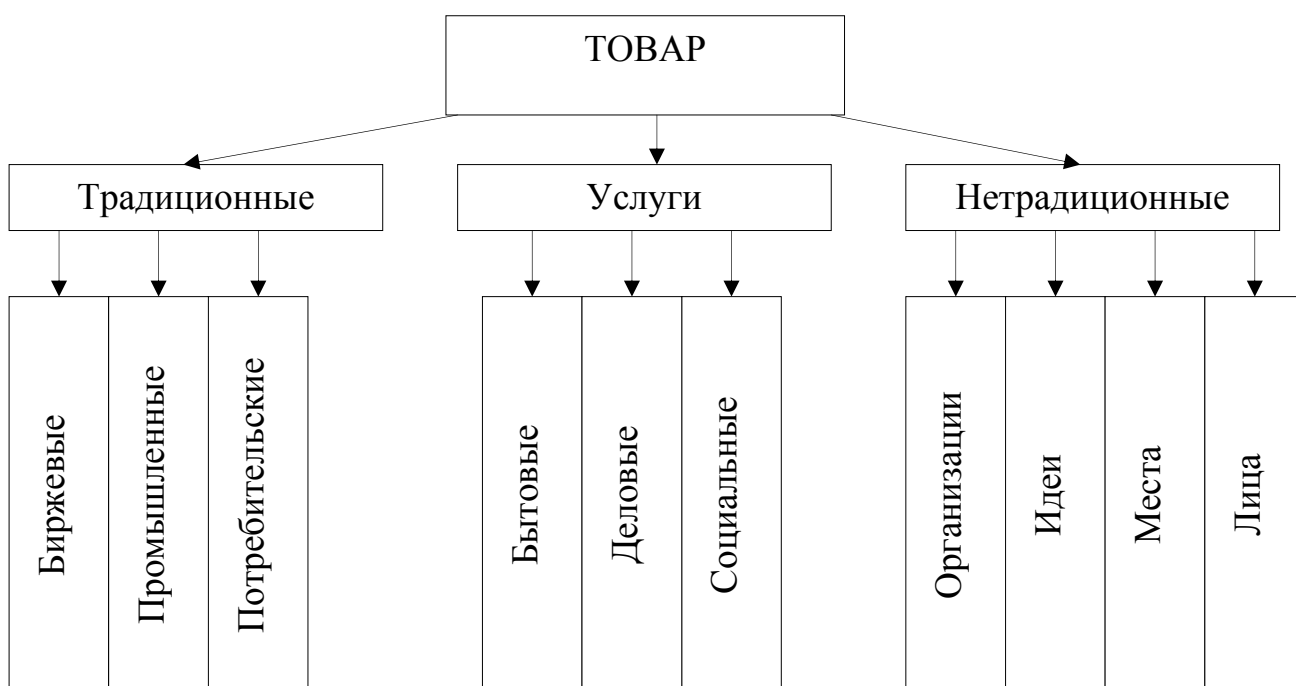 ТОВАР
Традиционные
Услуги
Нетрадиционные
Биржевые
Промышленные
Потребительские
Бытовые
Деловые
Социальные
Организации
Идеи
Места
Лица